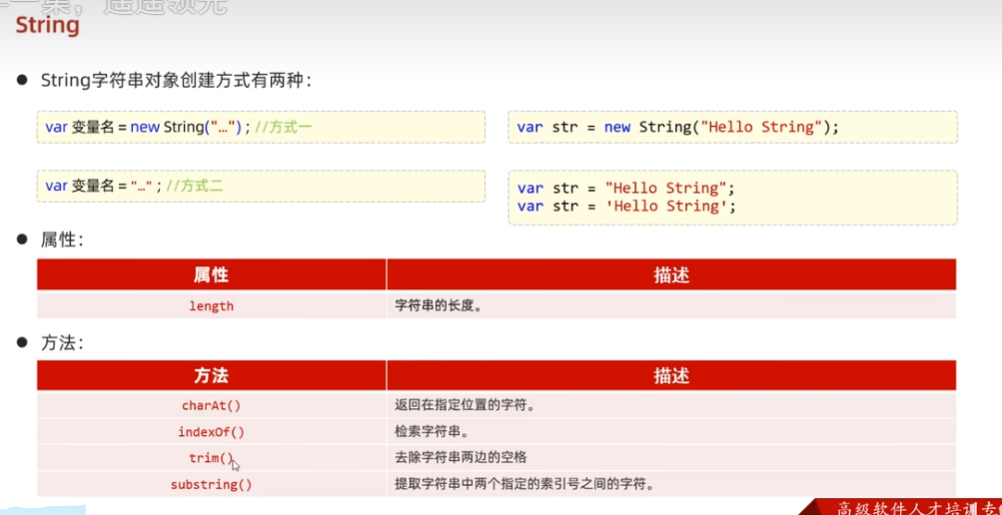 一集，遥遥领先
String
● String字符串对象创建方式有两种：
var 变量名 = new String("…") ; //方式一
var str = new String("Hello String");
var 变量名 = "…" ; //方式二
var str = "Hello String";
var str = 'Hello String';
● 属性：
属性 描述
length 字符串的长度。
● 方法：
方法 描述
charAt() 返回在指定位置的字符。
indexOf() 检索字符串。
trim() 去除字符串两边的空格
substring() 提取字符串中两个指定的索引号之间的字符。
高级软件人才培训专